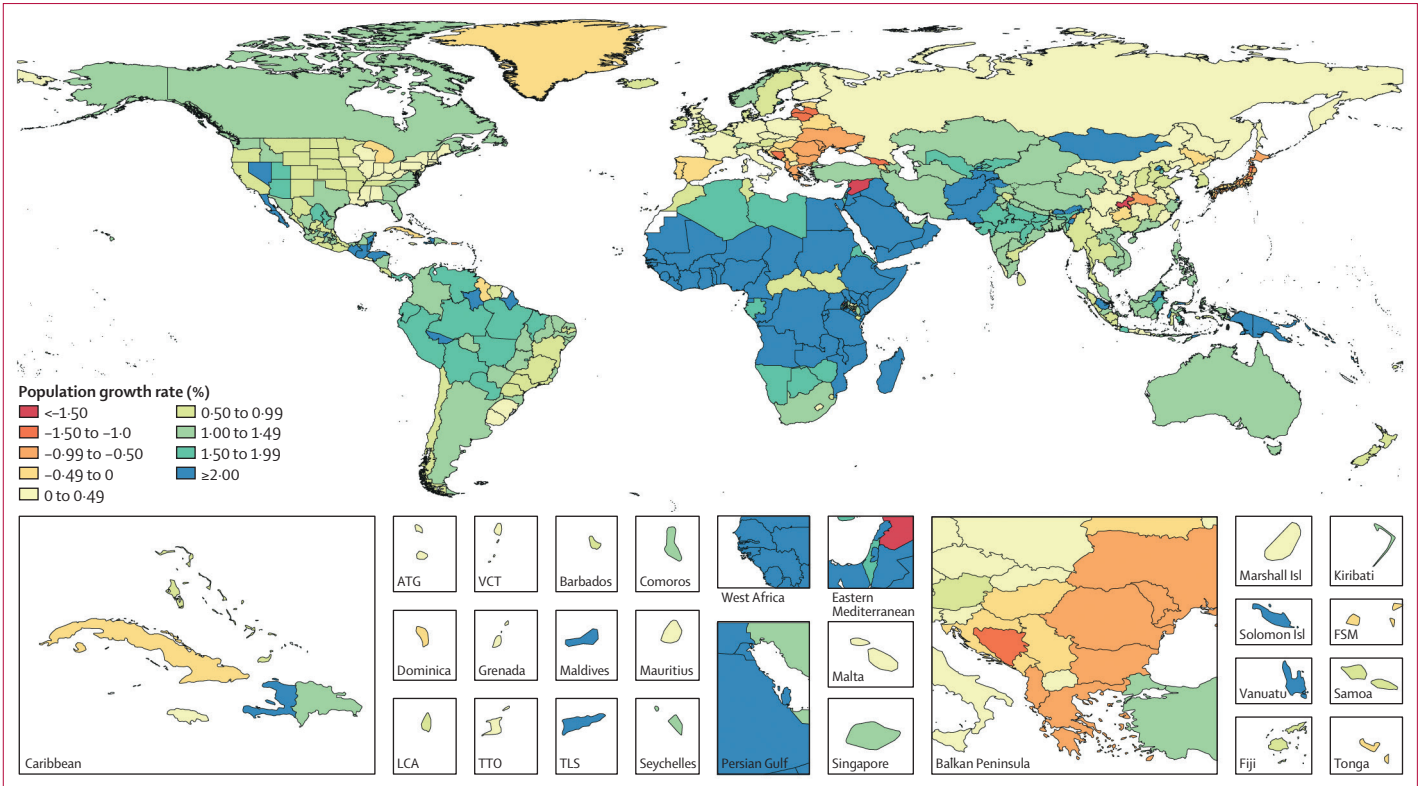 Population growth rate (%)
<–1·50
–1·50 to –1·0
–0·99 to –0·50
–0·49 to 0
0 to 0·49
0·50 to 0·99
1·00 to 1·49
1·50 to 1·99
≥2·00
Caribbean
ATG
VCT
Barbados
Comoros
West Africa
Eastern
Mediterranean
Dominica
Grenada
Maldives
Mauritius
Malta
LCA
TTO
TLS
Seychelles
Persian Gulf
Singapore
Balkan Peninsula
Marshall Isl
Kiribati
Solomon Isl
FSM
Vanuatu
Samoa
Fiji
Tonga